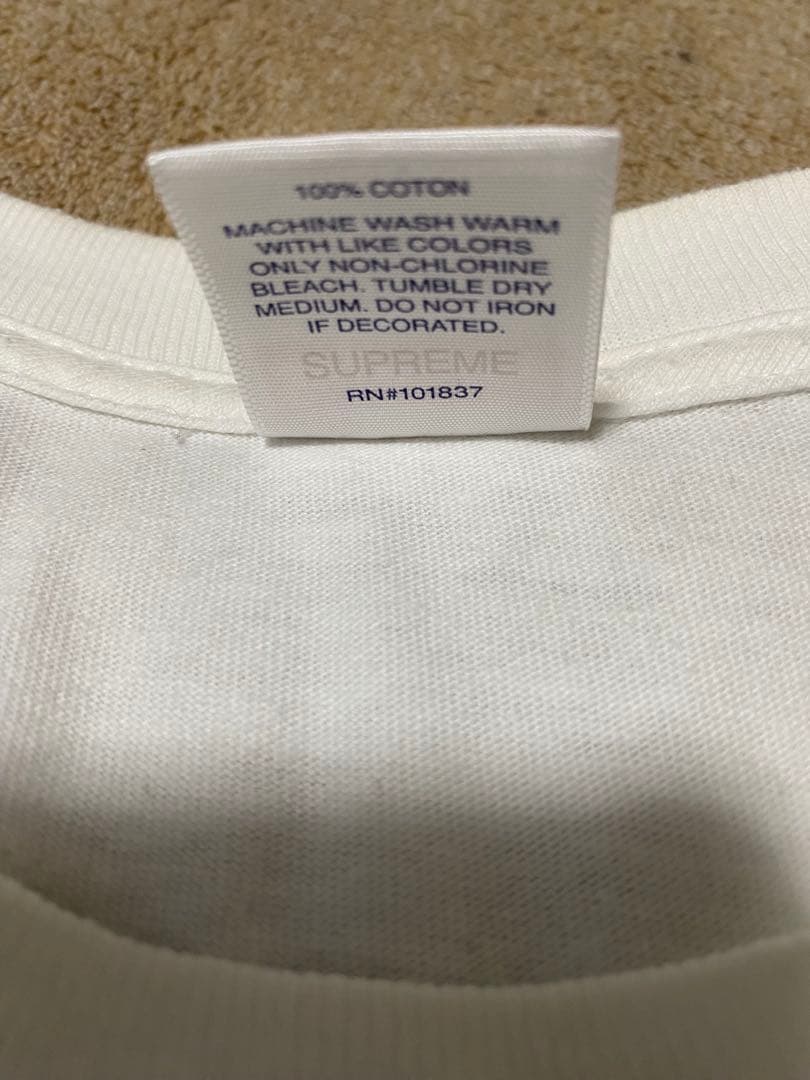 100% COTON
MACHINE WASH WARM
WITH LIKE COLORS
ONLY NON-CHLORINE
BLEACH. TUMBLE DRY
MEDIUM. DO NOT IRON
IF DECORATED.
SUPREME
RN#101837